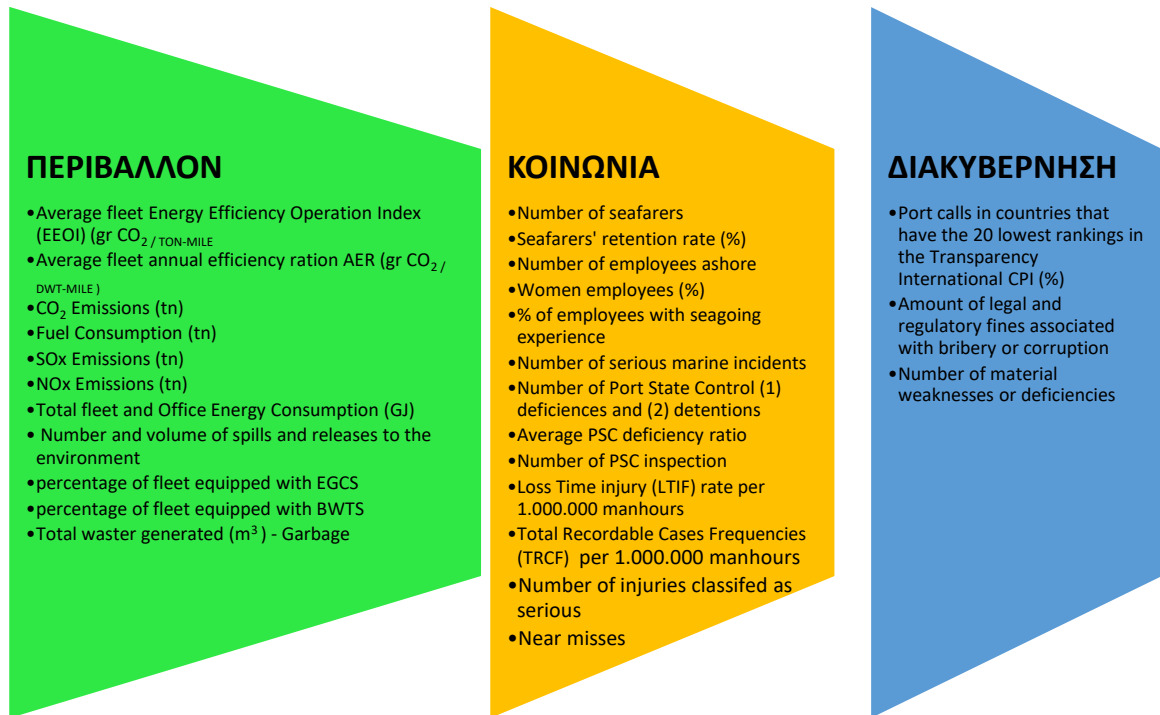 ΠΕΡΙΒΑΛΛΟΝ
•Average fleet Energy Efficiency Operation Index
(EEOI) (gr CO2 / TON-MILE
•Average fleet annual efficiency ration AER (gr CO2 /
DWT-MILE )
•CO2 Emissions (tn)
•Fuel Consumption (tn)
•SOx Emissions (tn)
•NOx Emissions (tn)
•Total fleet and Office Energy Consumption (GJ)
• Number and volume of spills and releases to the
environment
•percentage of fleet equipped with EGCS
•percentage of fleet equipped with BWTS
•Total waster generated (m3 ) - Garbage
ΚΟΙΝΩΝΙΑ
•Number of seafarers
•Seafarers' retention rate (%)
•Number of employees ashore
•Women employees (%)
•% of employees with seagoing
experience
•Number of serious marine incidents
•Number of Port State Control (1)
deficiences and (2) detentions
•Average PSC deficiency ratio
•Number of PSC inspection
•Loss Time injury (LTIF) rate per
1.000.000 manhours
•Total Recordable Cases Frequencies
(TRCF) per 1.000.000 manhours
•Number of injuries classifed as
serious
•Near misses
ΔΙΑΚΥΒΕΡΝΗΣΗ
•Port calls in countries that
have the 20 lowest rankings in
the Transparency
International CPI (%)
•Amount of legal and
regulatory fines associated
with bribery or corruption
•Number of material
weaknesses or deficiencies